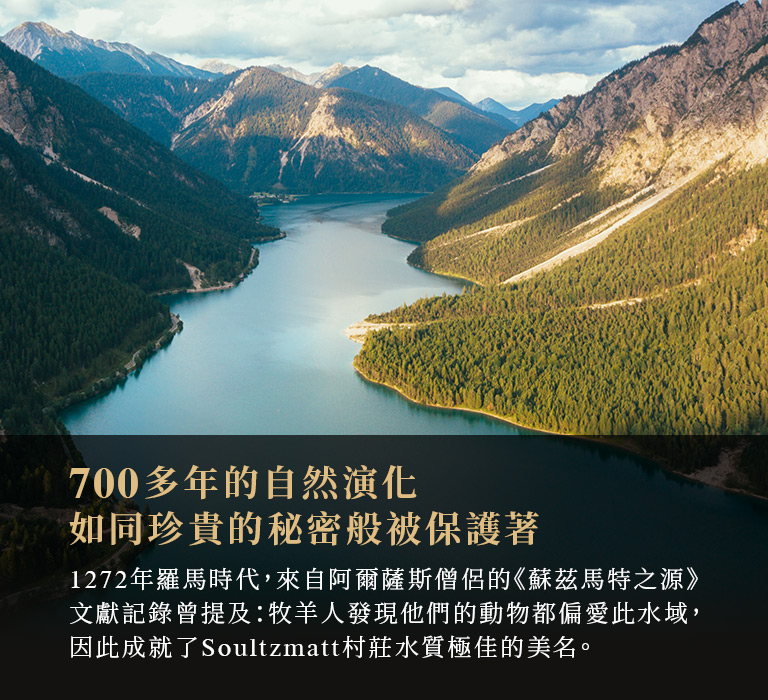 700多年的自然演化
如同珍貴的秘密般被保護著
1272年羅馬時代，來自阿爾薩斯僧侶的《蘇茲馬特之源》
文獻記錄曾提及：牧羊人發現他們的動物都偏愛此水域，
因此成就了Soultzmatt村莊水質極佳的美名。